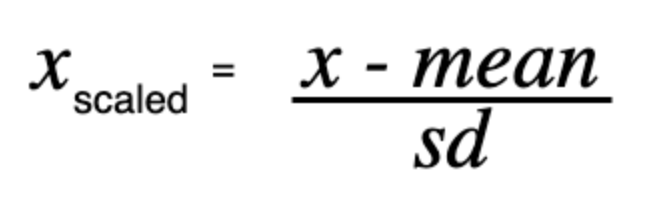 x scaled = x - mean
sd